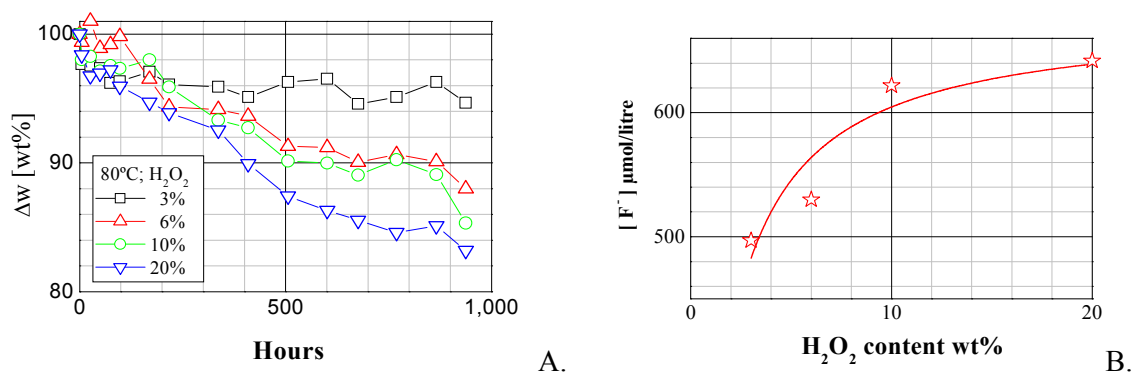 100
90
80
Δw [wt%]
80ºC; H₂O₂
3%
6%
10%
20%
0
500
1,000
Hours
A.
600
500
[ F⁻ ] μmol/litre
0
10
20
H₂O₂ content wt%
B.